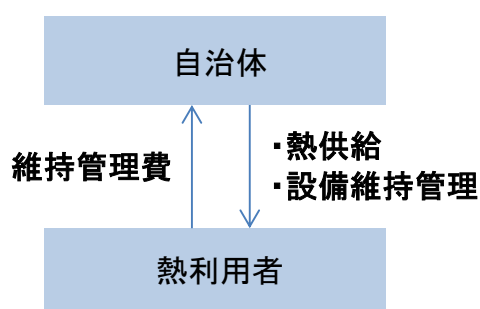 自治体
維持管理費
・熱供給
・設備維持管理
熱利用者